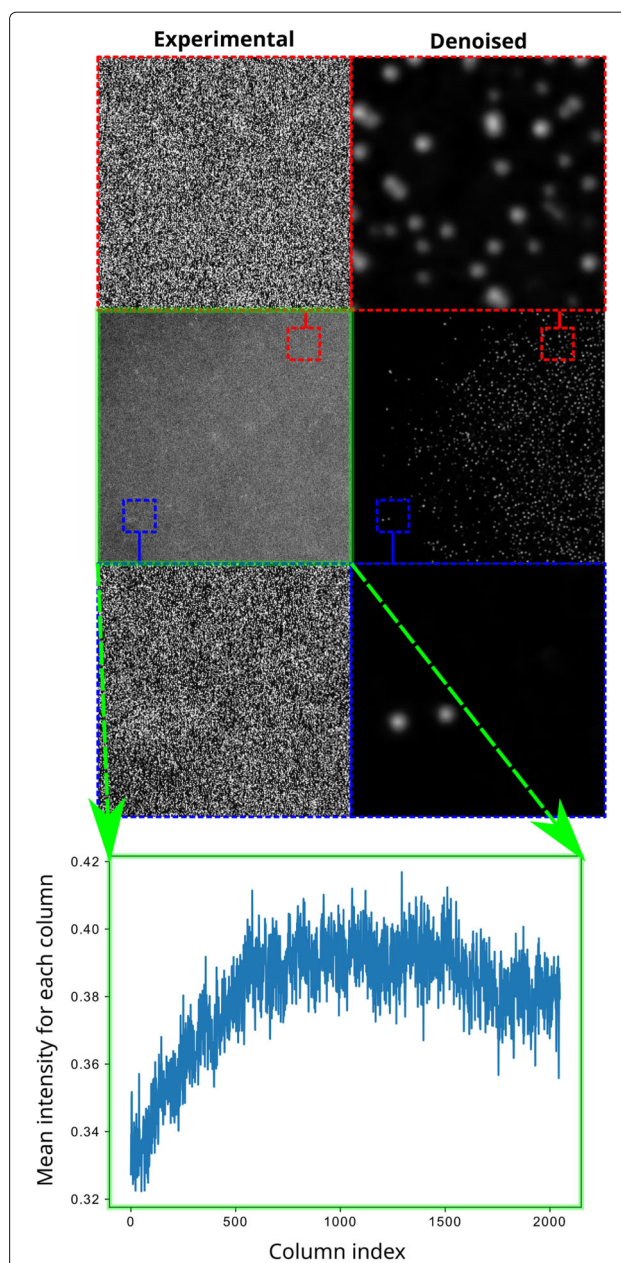 Experimental Denoised
0.42
0.40
0.38
0.36
0.34
0.32
Mean intensity for each column
0 500 1000 1500 2000
Column index